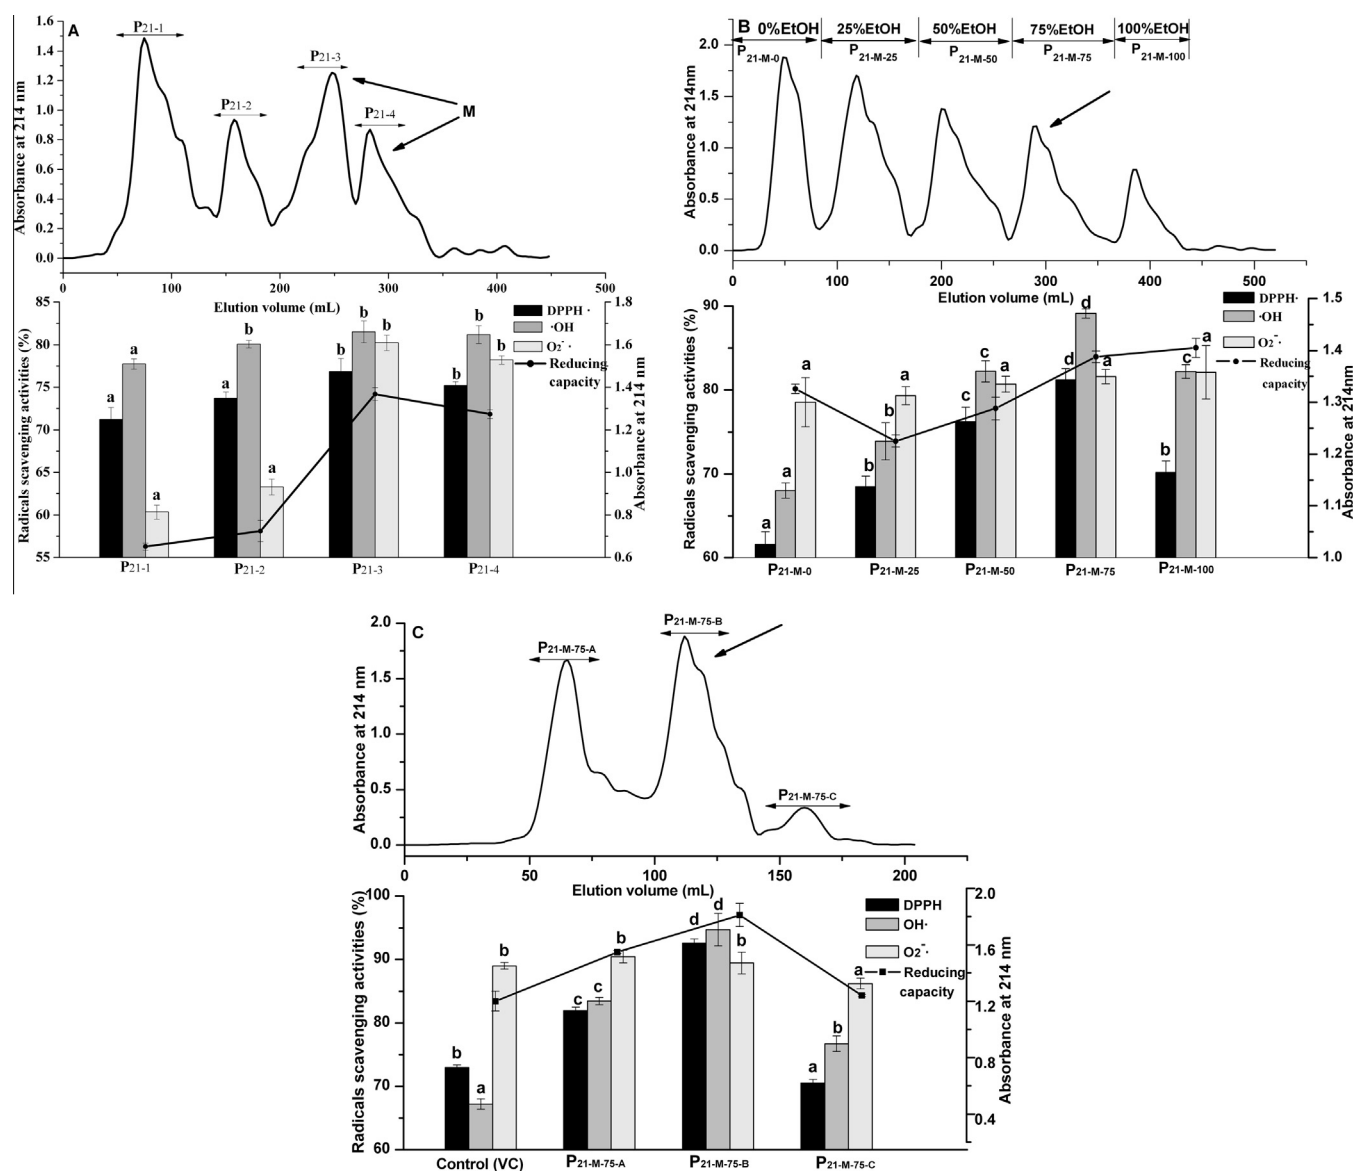 A
P21-1
P21-2
P21-3
P21-4
M
Absorbance at 214 nm
1.6
1.4
1.2
1.0
0.8
0.6
0.4
0.2
0.0
0 100 200 300 400 500
Elution volume (mL)
Radicals scavenging activities (%)
85
80
75
70
65
60
55
a a a
a b a
b b b
b b b
DPPH ·
·OH
O2⁻·
Reducing
capacity
1.8
1.6
1.4
1.2
1.0
0.8
0.6
Absorbance at 214 nm
P21-1 P21-2 P21-3 P21-4
B 0%EtOH 25%EtOH 50%EtOH 75%EtOH 100%EtOH
P21-M-0 P21-M-25 P21-M-50 P21-M-75 P21-M-100
Absorbance at 214nm
2.0
1.5
1.0
0.5
0.0
0 100 200 300 400 500
Elution volume (mL)
Radicals scavenging activities (%)
90
80
70
60
a a a
b b a
c c a
d d a
b c a
DPPH·
·OH
O2⁻·
Reducing
capacity
1.5
1.4
1.3
1.2
1.1
1.0
Absorbance at 214nm
P21-M-0 P21-M-25 P21-M-50 P21-M-75 P21-M-100
C
P21-M-75-A
P21-M-75-B
P21-M-75-C
Absorbance at 214 nm
2.0
1.5
1.0
0.5
0.0
0 50 100 150 200
Elution volume (mL)
Radicals scavenging activities (%)
100
90
80
70
60
b a b
c c b
d d b
a b a
DPPH
OH·
O2⁻·
Reducing
capacity
2.0
1.6
1.2
0.8
0.4
Absorbance at 214 nm
Control (VC) P21-M-75-A P21-M-75-B P21-M-75-C